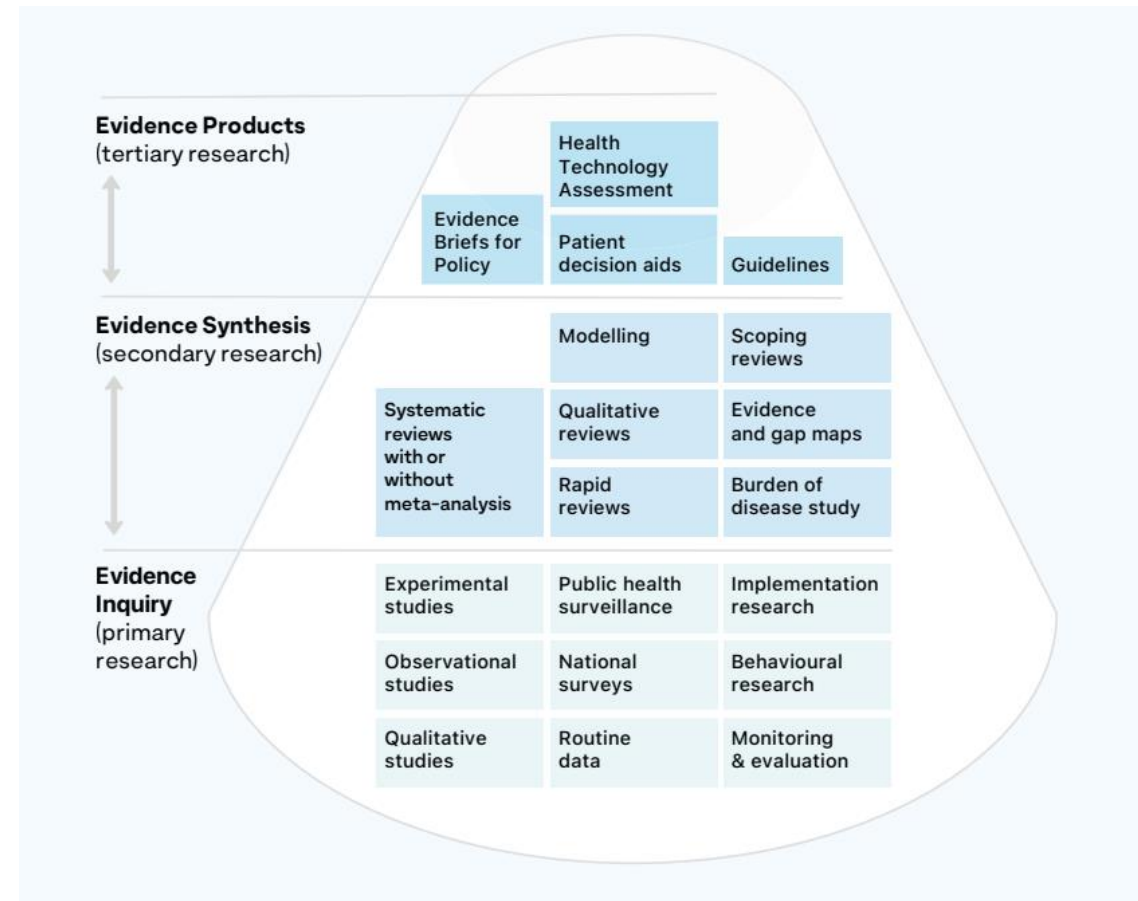 Evidence Products
(tertiary research)
Health
Technology
Assessment
Evidence
Briefs for
Policy
Patient
decision aids
Guidelines
Evidence Synthesis
(secondary research)
Modelling
Scoping
reviews
Systematic
reviews
with or
without
meta-analysis
Qualitative
reviews
Evidence
and gap maps
Rapid
reviews
Burden of
disease study
Evidence
Inquiry
(primary
research)
Experimental
studies
Public health
surveillance
Implementation
research
Observational
studies
National
surveys
Behavioural
research
Qualitative
studies
Routine
data
Monitoring
& evaluation